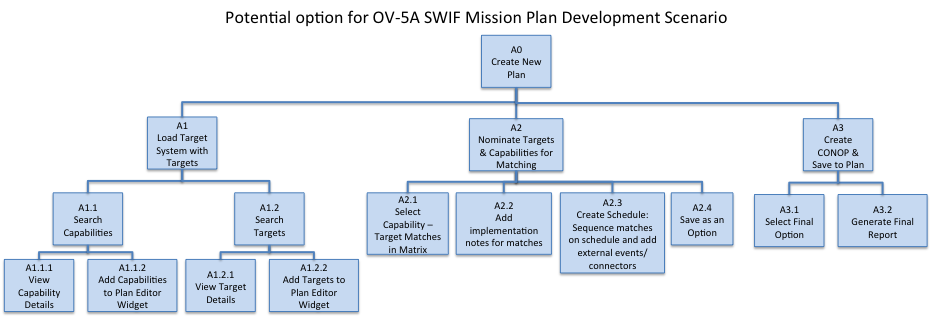 Potential option for OV-5A SWIF Mission Plan Development Scenario
A0
Create New
Plan
A1
Load Target
System with
Targets
A2
Nominate Targets
& Capabilities for
Matching
A3
Create
CONOP &
Save to Plan
A1.1
Search
Capabilities
A1.2
Search
Targets
A2.1
Select
Capability –
Target Matches
in Matrix
A2.2
Add
implementation
notes for matches
A2.3
Create Schedule:
Sequence matches
on schedule and add
external events/
connectors
A2.4
Save as an
Option
A3.1
Select Final
Option
A3.2
Generate Final
Report
A1.1.1
View
Capability
Details
A1.1.2
Add Capabilities
to Plan Editor
Widget
A1.2.1
View Target
Details
A1.2.2
Add Targets to
Plan Editor
Widget